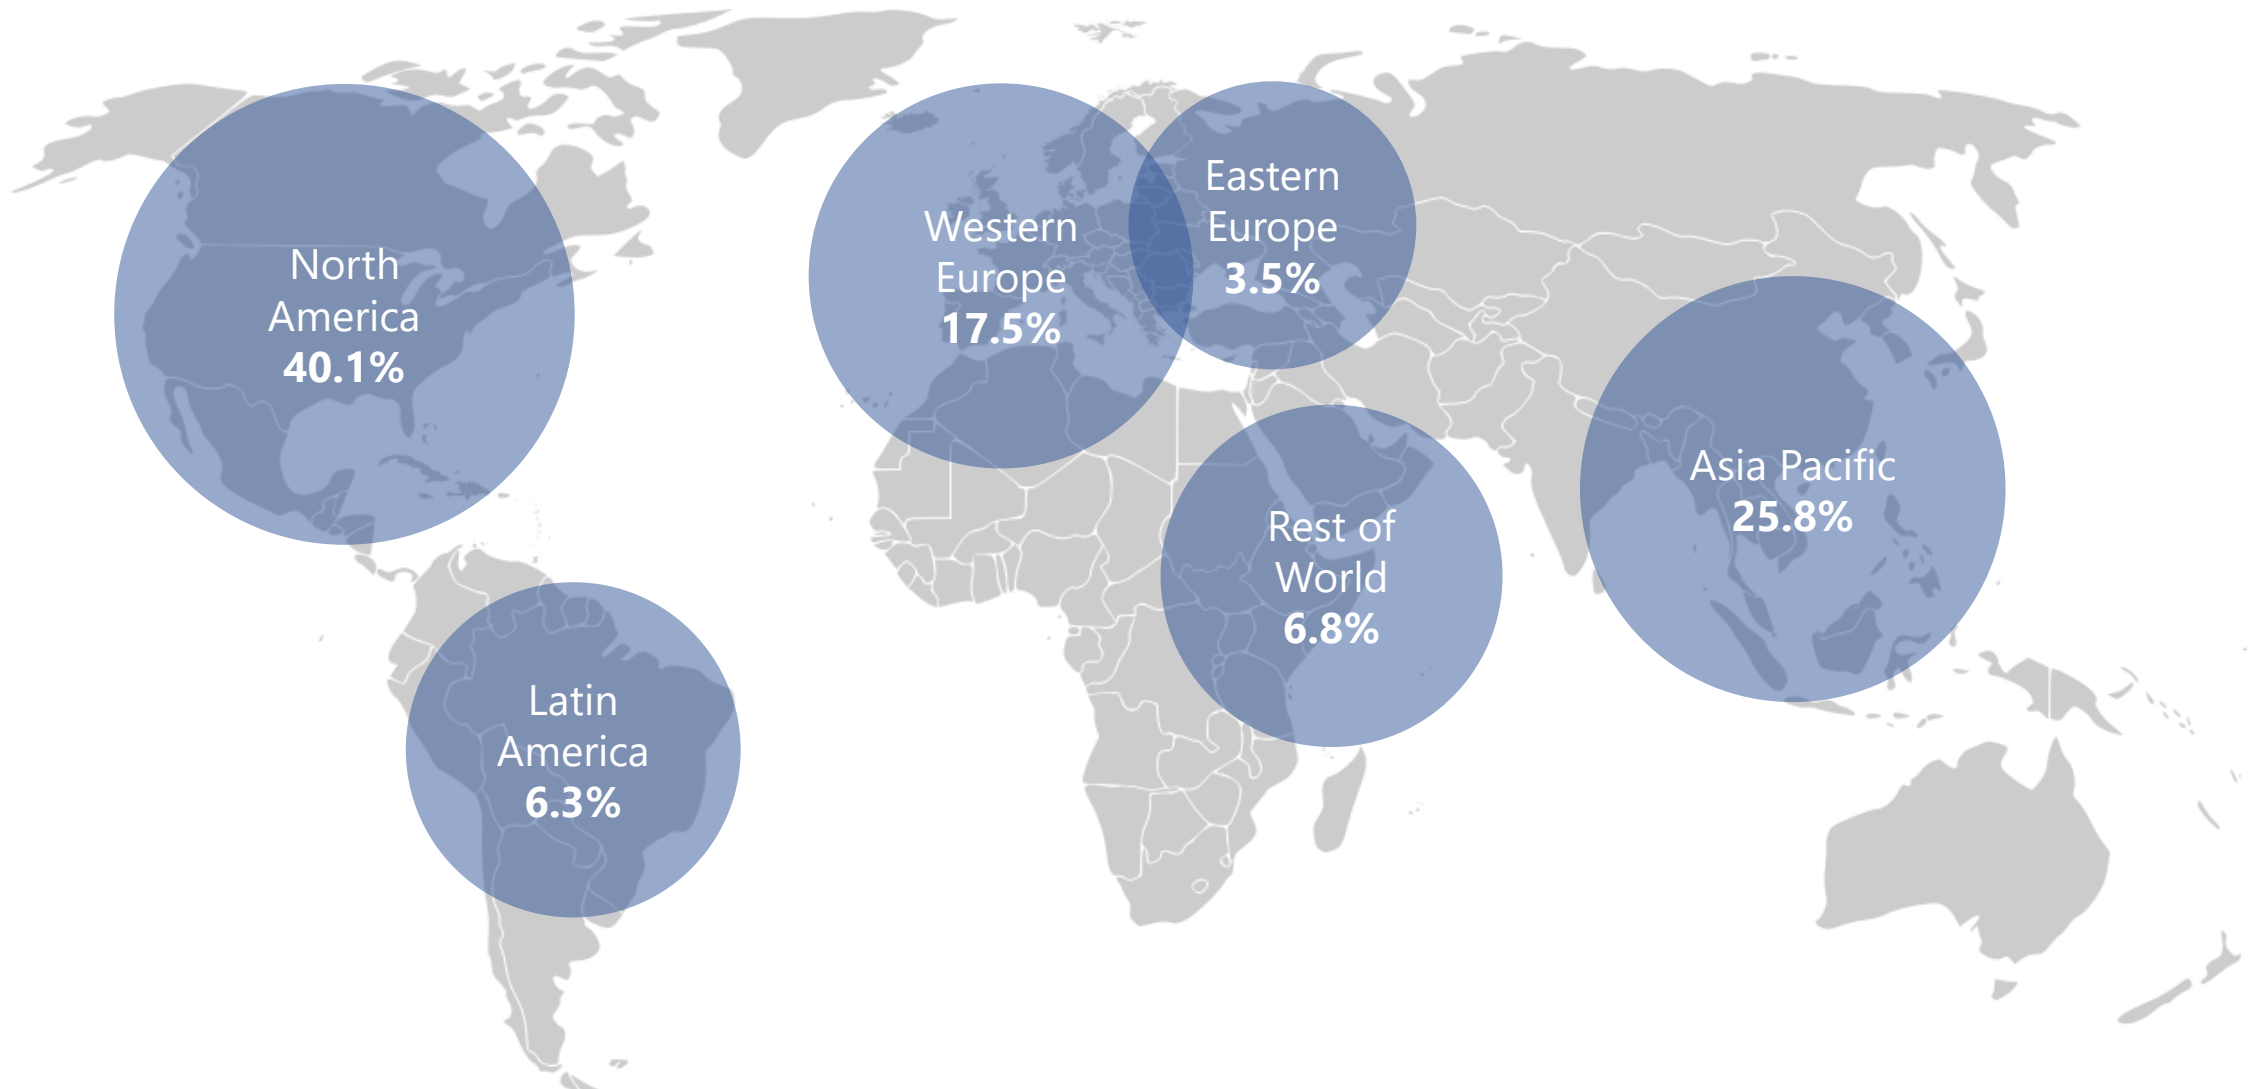 North
America
40.1%
Western
Europe
17.5%
Eastern
Europe
3.5%
Asia Pacific
25.8%
Rest of
World
6.8%
Latin
America
6.3%